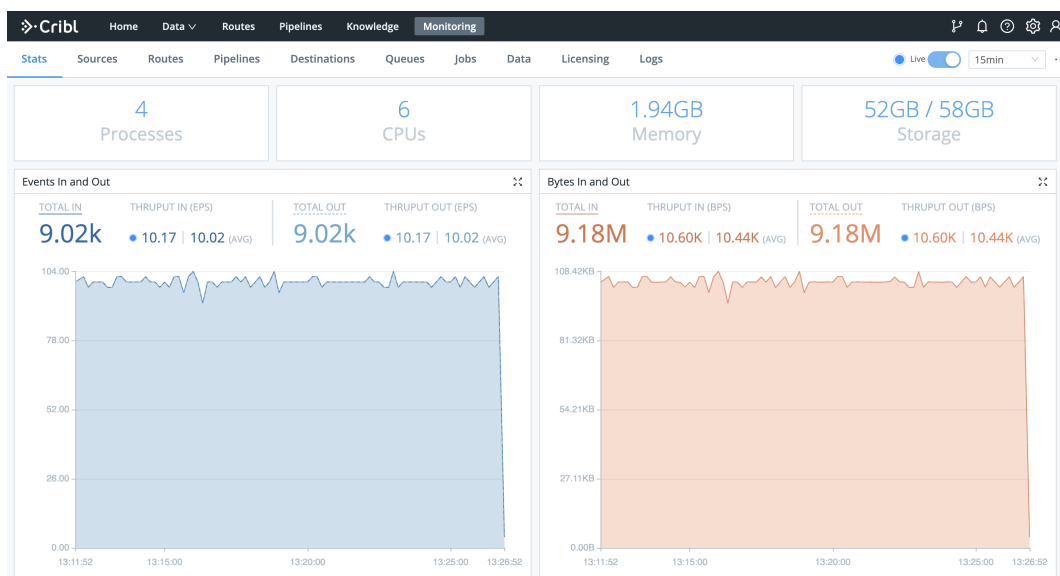 Cribl Home Data Routes Pipelines Knowledge Monitoring
Stats Sources Routes Pipelines Destinations Queues Jobs Data Licensing Logs Live 15min
4 6 1.94GB 52GB / 58GB
Processes CPUs Memory Storage
Events In and Out
TOTAL IN THRUPUT IN (EPS) TOTAL OUT THRUPUT OUT (EPS)
9.02k 10.17 | 10.02 (AVG) 9.02k 10.17 | 10.02 (AVG)
104.00
78.00
52.00
26.00
0.00
13:11:52 13:15:00 13:20:00 13:25:00 13:26:52
Bytes In and Out
TOTAL IN THRUPUT IN (BPS) TOTAL OUT THRUPUT OUT (BPS)
9.18M 10.60K | 10.44K (AVG) 9.18M 10.60K | 10.44K (AVG)
108.42KB
81.32KB
54.21KB
27.11KB
0.00B
13:11:52 13:15:00 13:20:00 13:25:00 13:26:52